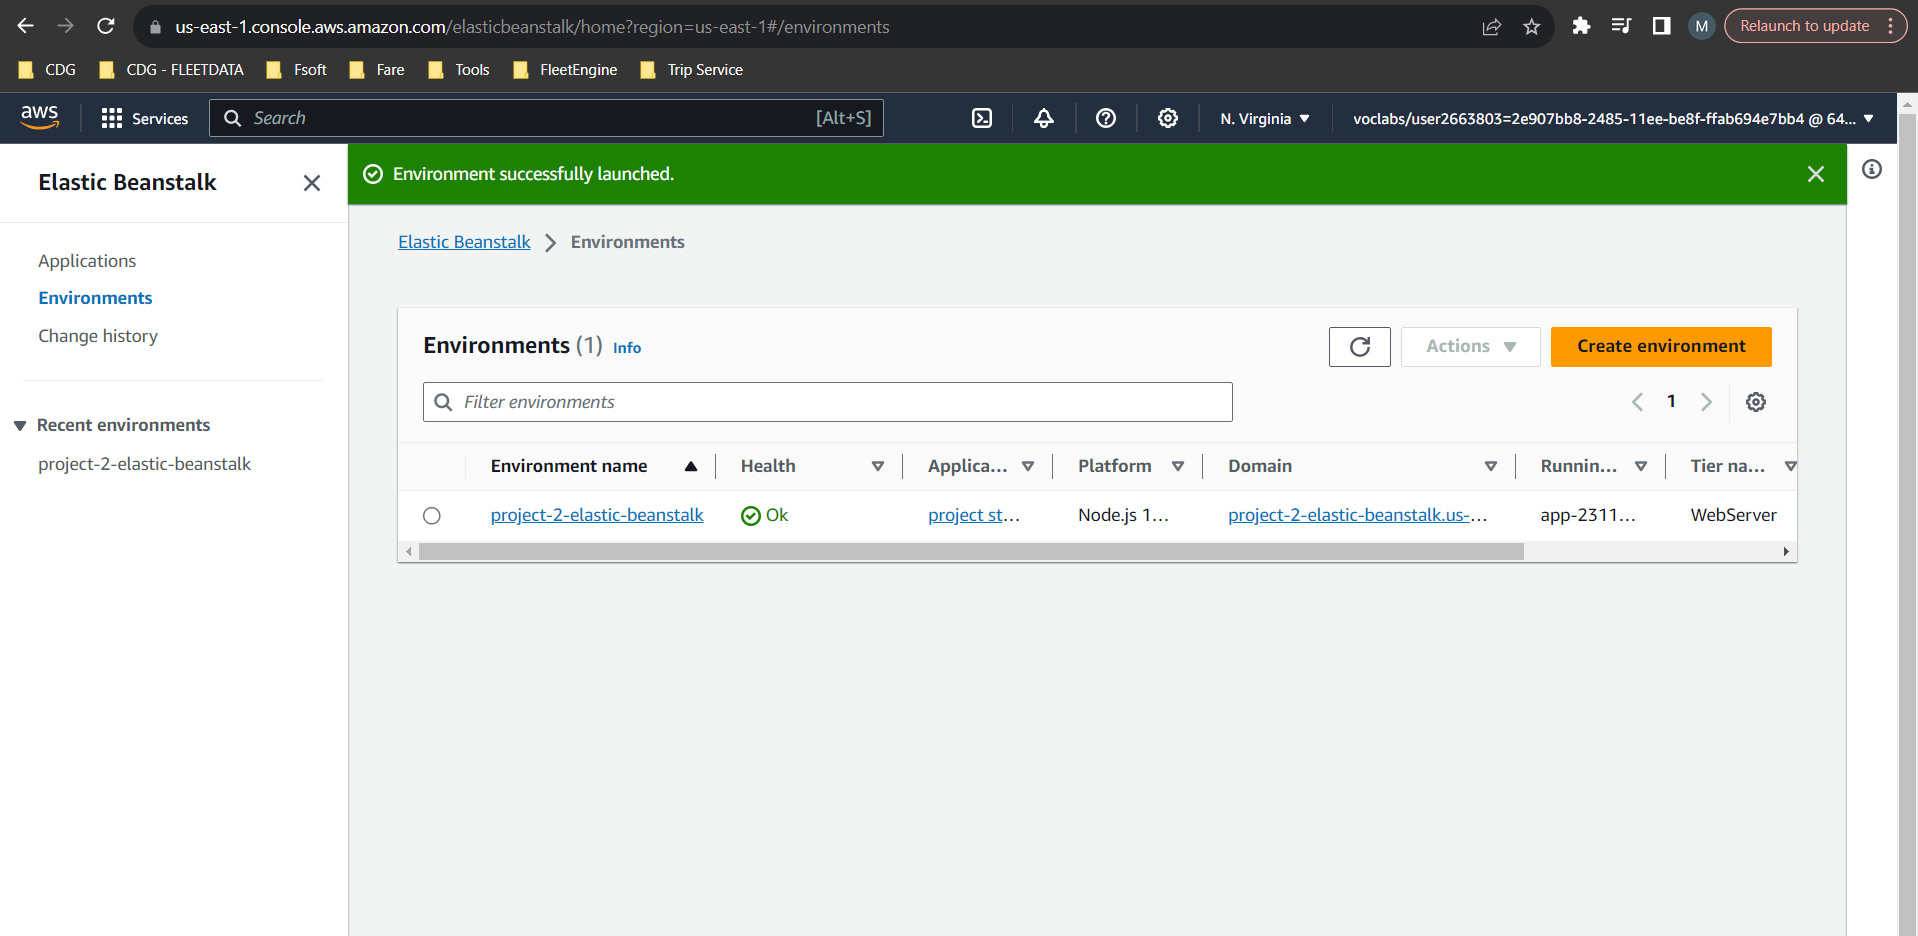 us-east-1.console.aws.amazon.com/elasticbeanstalk/home?region=us-east-1#/environments
M
Relaunch to update
CDG
CDG - FLEETDATA
Fsoft
Fare
Tools
FleetEngine
Trip Service
aws
Services
Search
[Alt+S]
N. Virginia
voclabs/user2663803=2e907bb8-2485-11ee-be8f-ffab694e7bb4 @ 64...
Elastic Beanstalk
Environment successfully launched.
Applications
Environments
Change history
Recent environments
project-2-elastic-beanstalk
Elastic Beanstalk
Environments
Environments (1) Info
Actions
Create environment
Filter environments
1
Environment name
Health
Applica...
Platform
Domain
Runnin...
Tier na...
project-2-elastic-beanstalk
Ok
project st...
Node.js 1...
project-2-elastic-beanstalk.us-...
app-2311...
WebServer